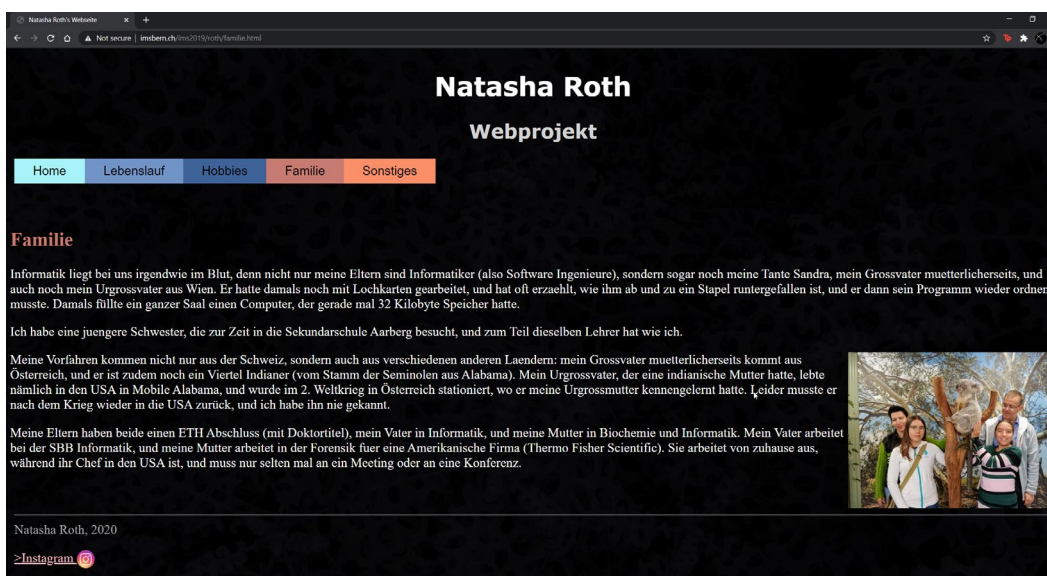 Natasha Roth's Webseite
Not secure | imsbern.ch/ims2019/roth/familie.html
Natasha Roth
Webprojekt
Home Lebenslauf Hobbies Familie Sonstiges
Familie
Informatik liegt bei uns irgendwie im Blut, denn nicht nur meine Eltern sind Informatiker (also Software Ingenieure), sondern sogar noch meine Tante Sandra, mein Grossvater muetterlicherseits, und
auch noch mein Urgrossvater aus Wien. Er hatte damals noch mit Lochkarten gearbeitet, und hat oft erzaehlt, wie ihm ab und zu ein Stapel runtergefallen ist, und er dann sein Programm wieder ordnen
musste. Damals füllte ein ganzer Saal einen Computer, der gerade mal 32 Kilobyte Speicher hatte.
Ich habe eine juengere Schwester, die zur Zeit in die Sekundarschule Aarberg besucht, und zum Teil dieselben Lehrer hat wie ich.
Meine Vorfahren kommen nicht nur aus der Schweiz, sondern auch aus verschiedenen anderen Laendern: mein Grossvater muetterlicherseits kommt aus
Österreich, und er ist zudem noch ein Viertel Indianer (vom Stamm der Seminolen aus Alabama). Mein Urgrosvater, der eine indianische Mutter hatte, lebte
nämlich in den USA in Mobile Alabama, und wurde im 2. Weltkrieg in Österreich stationiert, wo er meine Urgrossmutter kennengelernt hatte. Leider musste er
nach dem Krieg wieder in die USA zurück, und ich habe ihn nie gekannt.
Meine Eltern haben beide einen ETH Abschluss (mit Doktortitel), mein Vater in Informatik, und meine Mutter in Biochemie und Informatik. Mein Vater arbeitet
bei der SBB Informatik, und meine Mutter arbeitet in der Forensik fuer eine Amerikanische Firma (Thermo Fisher Scientific). Sie arbeitet von zuhause aus,
während ihr Chef in den USA ist, und muss nur selten mal an ein Meeting oder an eine Konferenz.
Natasha Roth, 2020
>Instagram